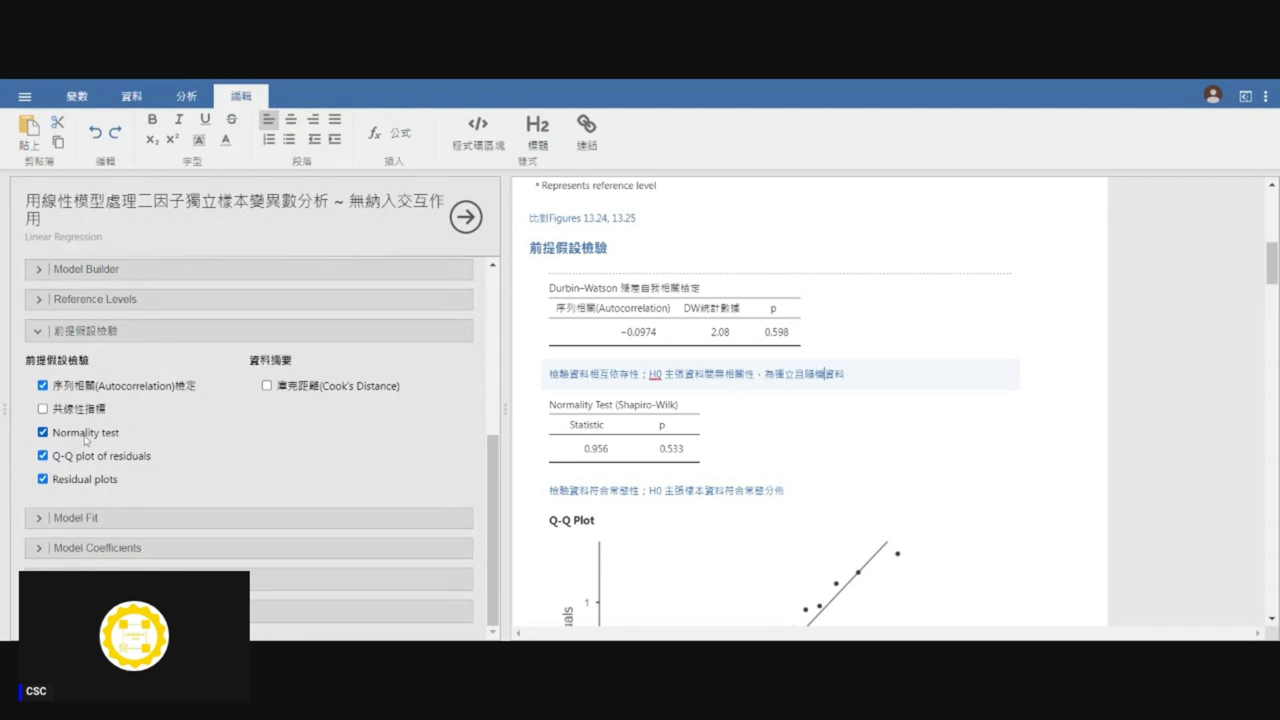 變數 資料 分析 編輯
貼上
剪貼簿
編輯
B I U S
X₂ X² A A
字型
段落
fx 公式
插入
程式碼區塊
H2
標題
連結
樣式
用線性模型處理二因子獨立樣本變異數分析 ~ 無納入交互作
用
Linear Regression
Model Builder
Reference Levels
前提假設檢驗
前提假設檢驗 資料摘要
序列相關(Autocorrelation)檢定 庫克距離(Cook's Distance)
共線性指標
Normality test
Q-Q plot of residuals
Residual plots
Model Fit
Model Coefficients
CSC
ᵃ Represents reference level
比對Figures 13.24, 13.25
前提假設檢驗
Durbin–Watson 殘差自我相關檢定
序列相關(Autocorrelation) DW統計數據 p
−0.0974 2.08 0.598
檢驗資料相互依存性；H0 主張資料間無相關性，為獨立且隨機資料
Normality Test (Shapiro-Wilk)
Statistic p
0.956 0.533
檢驗資料符合常態性；H0 主張樣本資料符合常態分佈
Q-Q Plot
1
uals